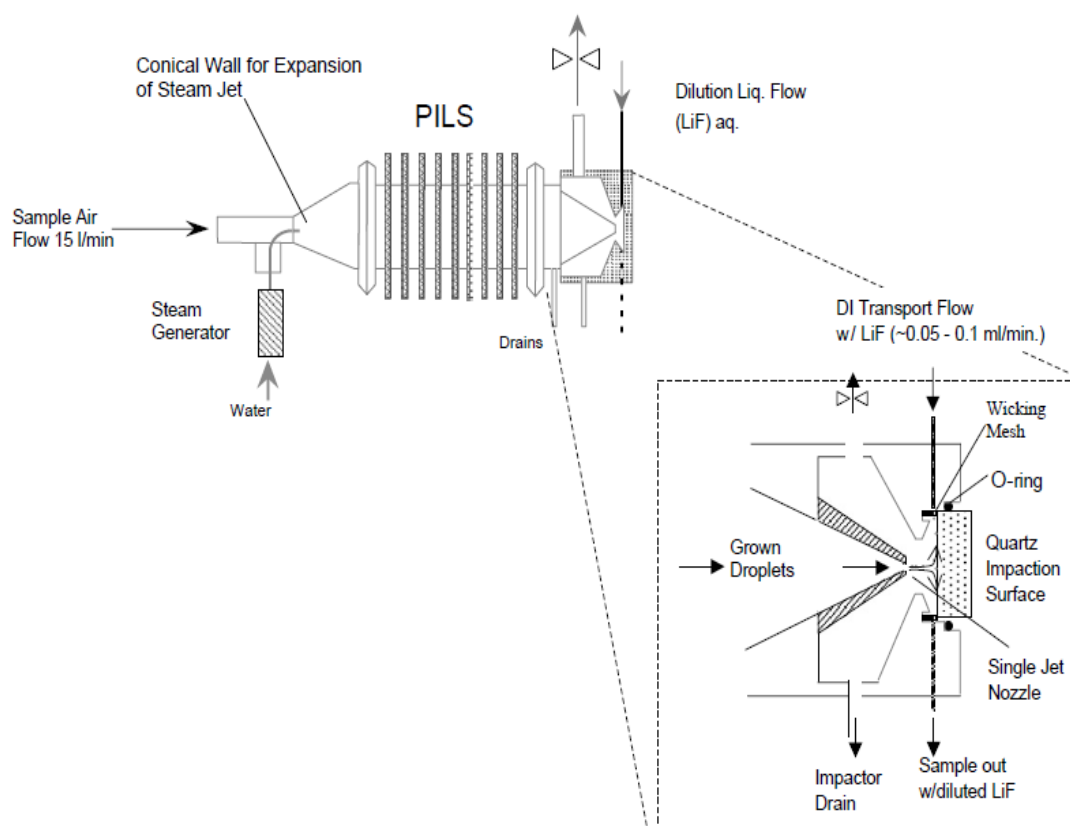 Conical Wall for Expansion
of Steam Jet
PILS
Dilution Liq. Flow
(LiF) aq.
Sample Air
Flow 15 l/min
Steam
Generator
Water
Drains
DI Transport Flow
w/ LiF (~0.05 - 0.1 ml/min.)
Wicking
Mesh
O-ring
Grown
Droplets
Quartz
Impaction
Surface
Single Jet
Nozzle
Impactor
Drain
Sample out
w/diluted LiF